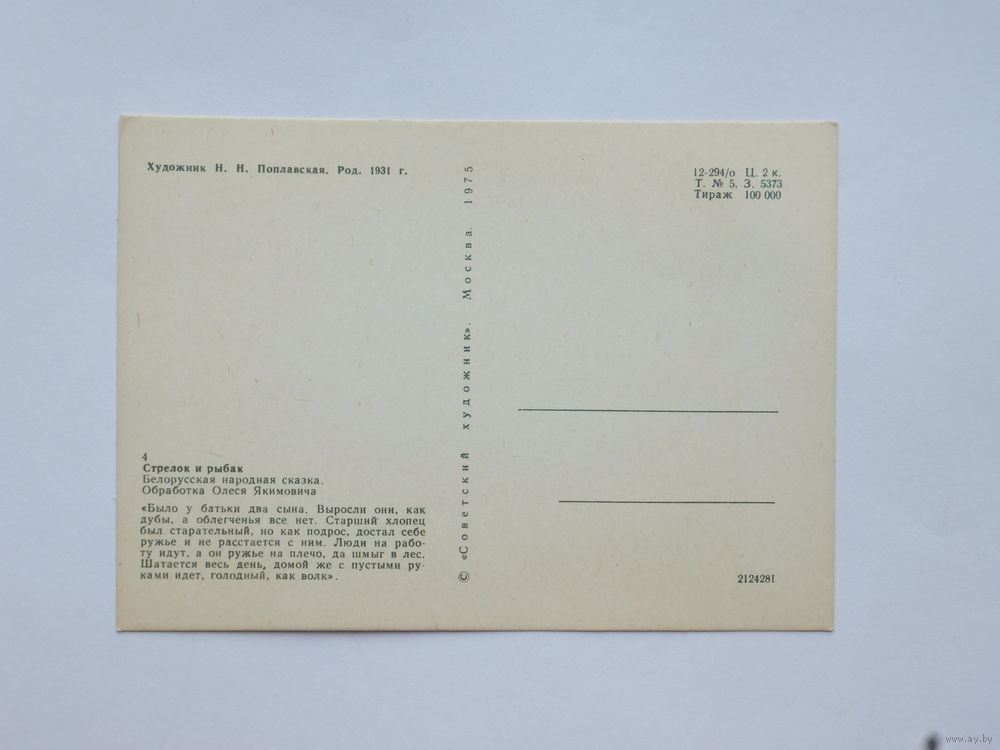 Художник Н. Н. Поплавская. Род. 1931 г.
12-294/о Ц. 2 к.
Т. № 5. З. 5373
Тираж 100 000
© «Советский художник». Москва. 1975
4
Стрелок и рыбак
Белорусская народная сказка.
Обработка Олеся Якимовича
«Было у батьки два сына. Выросли они, как
дубы, а облегченья все нет. Старший хлопец
был старательный, но как подрос, достал себе
ружье и не расстается с ним. Люди на рабо-
ту идут, а он ружье на плечо, да шмыг в лес.
Шатается весь день, домой же с пустыми ру-
ками идет, голодный, как волк».
2124281
www.ay.by